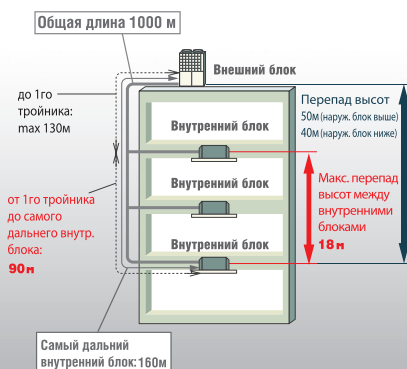 Общая длина 1000 м
Внешний блок
до 1го
тройника:
max 130м
Перепад высот
50м (наруж. блок выше)
40м (наруж. блок ниже)
Внутренний блок
Внутренний блок
Внутренний блок
от 1го тройника
до самого
дальнего внутр.
блока:
90м
Макс. перепад
высот между
внутренними
блоками
18м
Самый дальний
внутренний блок: 160м